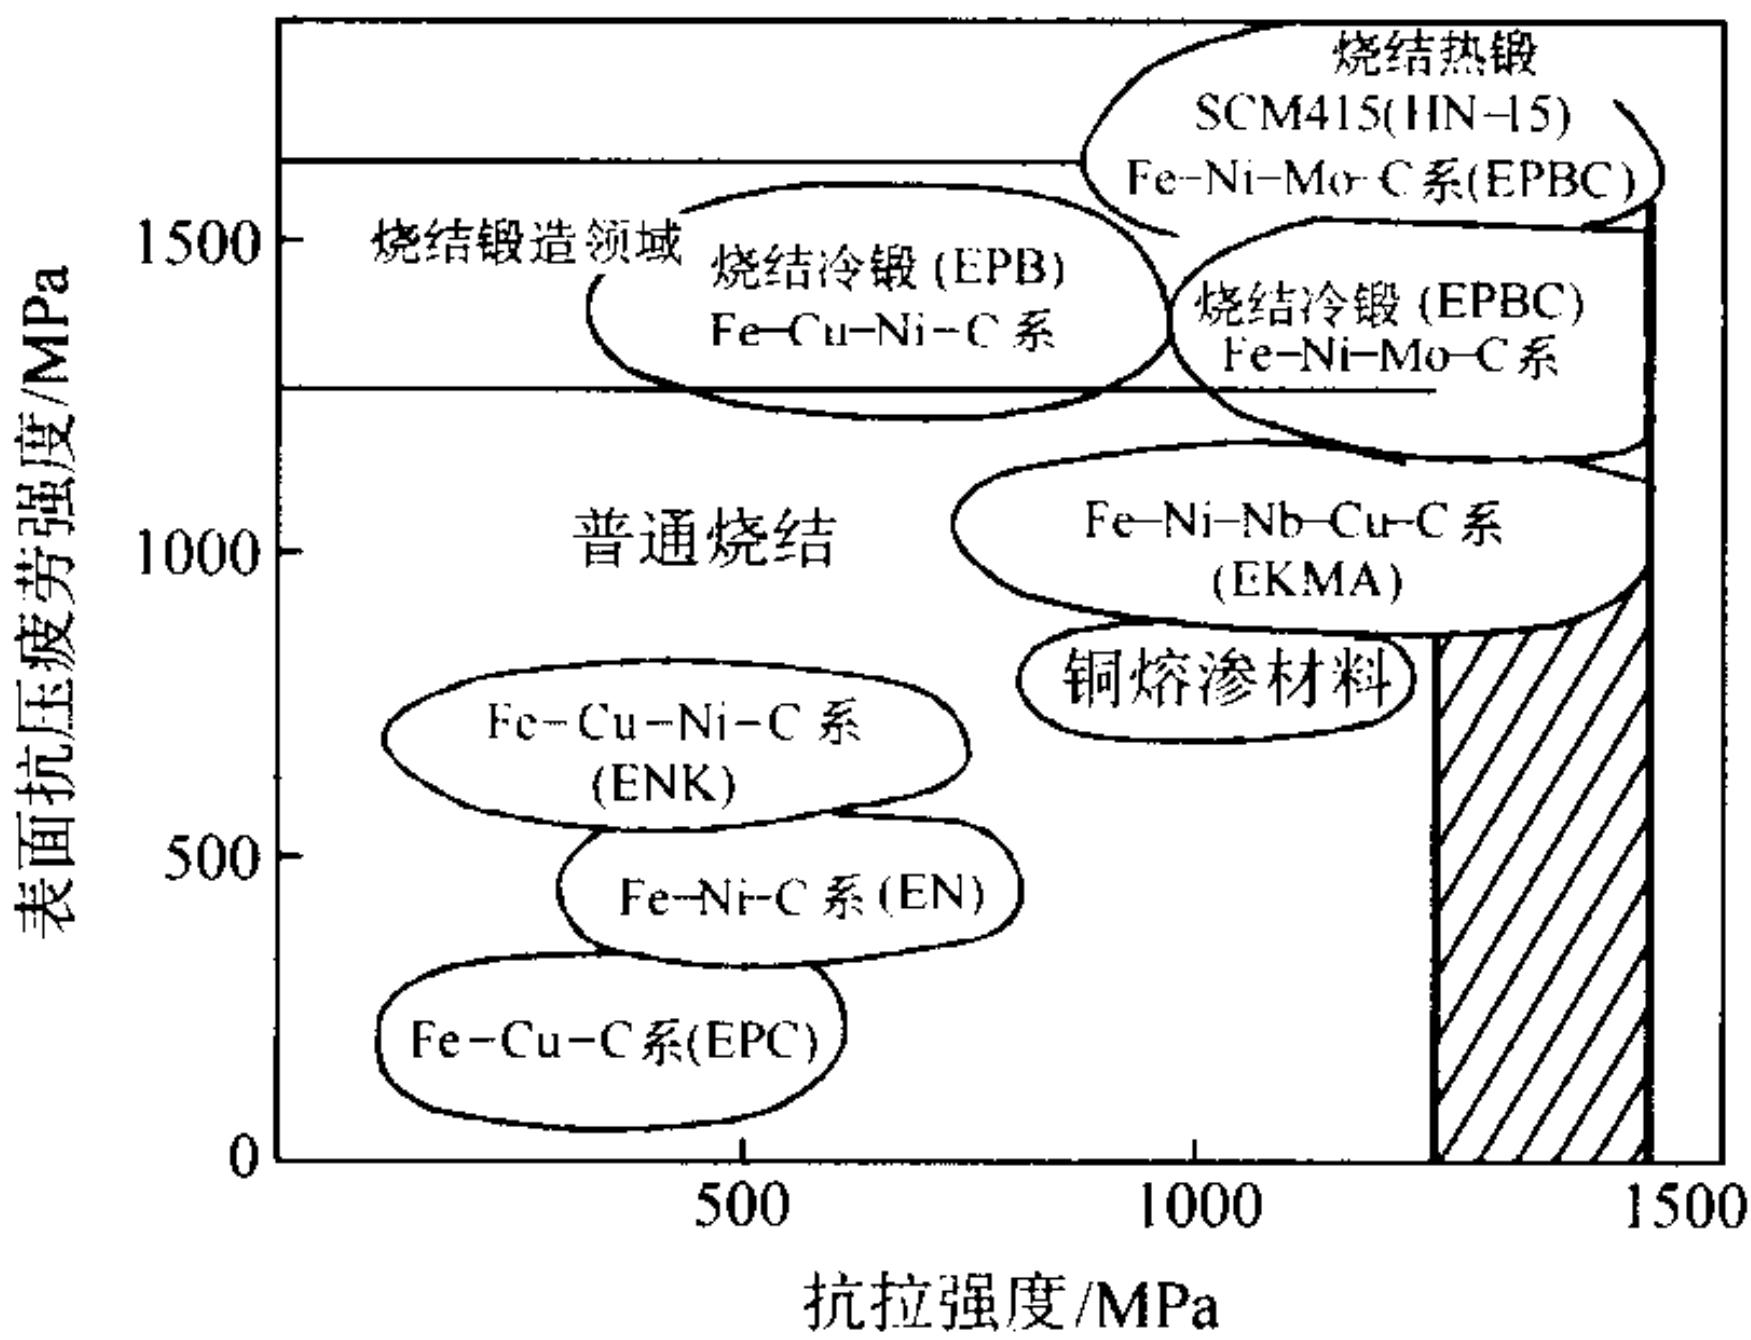 烧结热锻
SCM415(HN-15)
Fe-Ni-Mo-C系(EPBC)
1500
烧结锻造领域
烧结冷锻 (EPB)
Fe-Cu-Ni-C系
烧结冷锻 (EPBC)
Fe-Ni-Mo-C系
表面抗压疲劳强度/MPa
1000
普通烧结
Fe-Ni-Nb-Cu-C系
(EKMA)
铜熔渗材料
Fe-Cu-Ni-C系
(ENK)
500
Fe-Ni-C系(EN)
Fe-Cu-C系(EPC)
0
500
1000
1500
抗拉强度/MPa